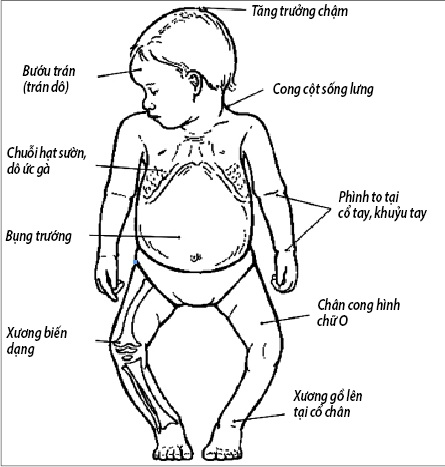 Tăng trưởng chậm
Bướu trán
(trán dô)
Cong cột sống lưng
Chuỗi hạt sườn,
dô ức gà
Phình to tại
cổ tay, khuỷu tay
Bụng trướng
Chân cong hình
chữ O
Xương biến
dạng
Xương gồ lên
tại cổ chân